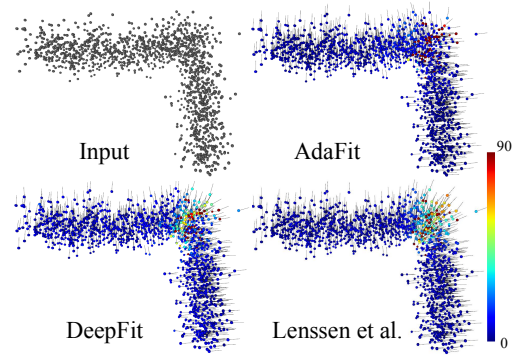 Input
AdaFit
90
DeepFit
Lenssen et al.
0